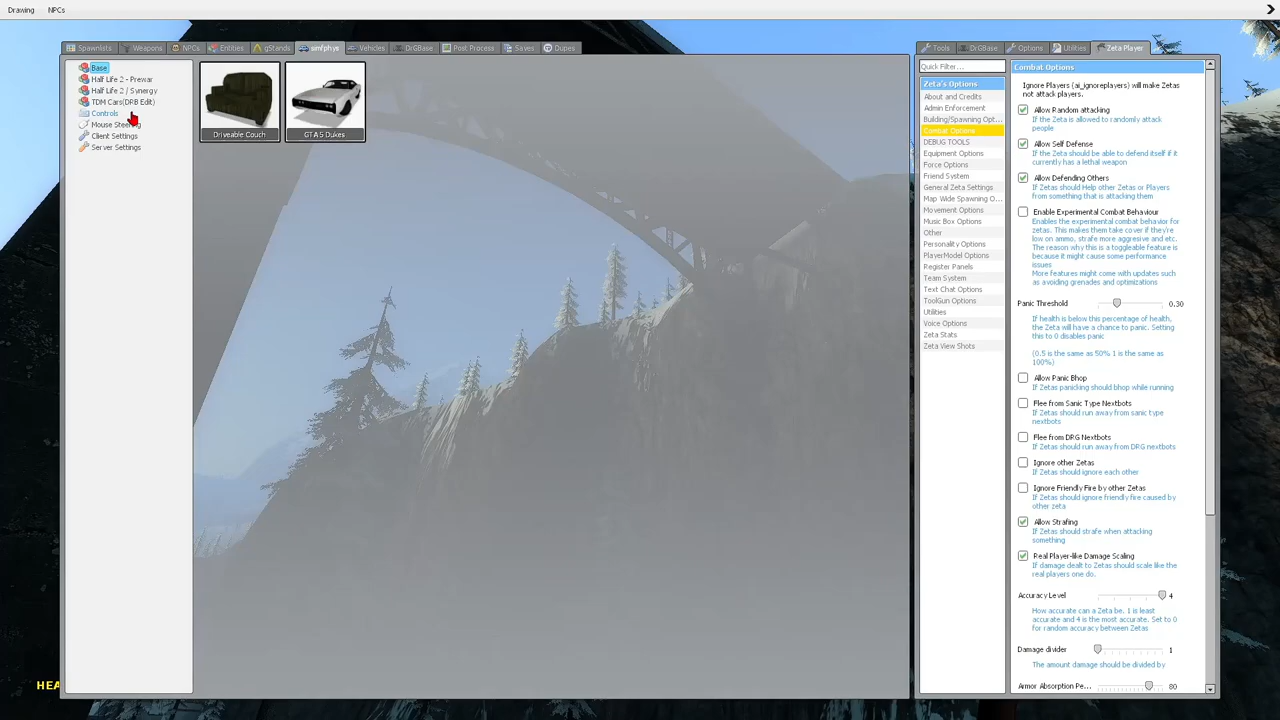 Drawing NPCs
Spawnlists Weapons NPCs Entities gStands simfphys Vehicles DrGBase Post Process Saves Dupes
Base
Half Life 2 - Prewar
Half Life 2 / Synergy
TDM Cars(DRB Edit)
Controls
Mouse Steering
Client Settings
Server Settings
Driveable Couch
GTA 5 Dukes
HEA
Tools DrGBase Options Utilities Zeta Player
Quick Filter...
Zeta's Options
About and Credits
Admin Enforcement
Building/Spawning Opt...
Combat Options
DEBUG TOOLS
Equipment Options
Force Options
Friend System
General Zeta Settings
Map Wide Spawning O...
Movement Options
Music Box Options
Other
Personality Options
PlayerModel Options
Register Panels
Team System
Text Chat Options
ToolGun Options
Utilities
Voice Options
Zeta Stats
Zeta View Shots
Combat Options
Ignore Players (ai_ignoreplayers) will make Zetas
not attack players.
Allow Random attacking
If the Zeta is allowed to randomly attack
people
Allow Self Defense
If the Zeta should be able to defend itself if it
currently has a lethal weapon
Allow Defending Others
If Zetas should Help other Zetas or Players
from something that is attacking them
Enable Experimental Combat Behaviour
Enables the experimental combat behavior for
zetas. This makes them take cover if they're
low on ammo, strafe more aggresive and etc.
The reason why this is a toggleable feature is
because it might cause some performance
issues
More features might come with updates such
as avoiding grenades and optimizations
Panic Threshold 0.30
If health is below this percentage of health,
the Zeta will have a chance to panic. Setting
this to 0 disables panic
(0.5 is the same as 50% 1 is the same as
100%)
Allow Panic Bhop
If Zetas panicking should bhop while running
Flee from Sanic Type Nextbots
If Zetas should run away from sanic type
nextbots
Flee from DRG Nextbots
If Zetas should run away from DRG nextbots
Ignore other Zetas
If Zetas should ignore each other
Ignore Friendly Fire by other Zetas
If Zetas should ignore friendly fire caused by
other zeta
Allow Strafing
If Zetas should strafe when attacking
something
Real Player-like Damage Scaling
If damage dealt to Zetas should scale like the
real players one do.
Accuracy Level 4
How accurate can a Zeta be. 1 is least
accurate and 4 is the most accurate. Set to 0
for random accuracy between Zetas
Damage divider 1
The amount damage should be divided by
Armor Absorption Pe... 80